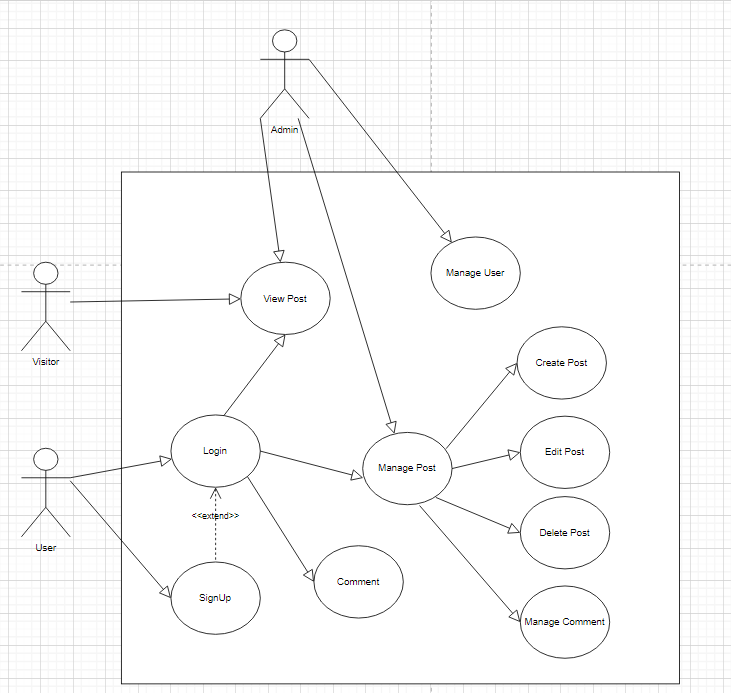 Admin
Manage User
View Post
Visitor
Create Post
Login
Edit Post
Manage Post
<<extend>>
Delete Post
User
Comment
SignUp
Manage Comment